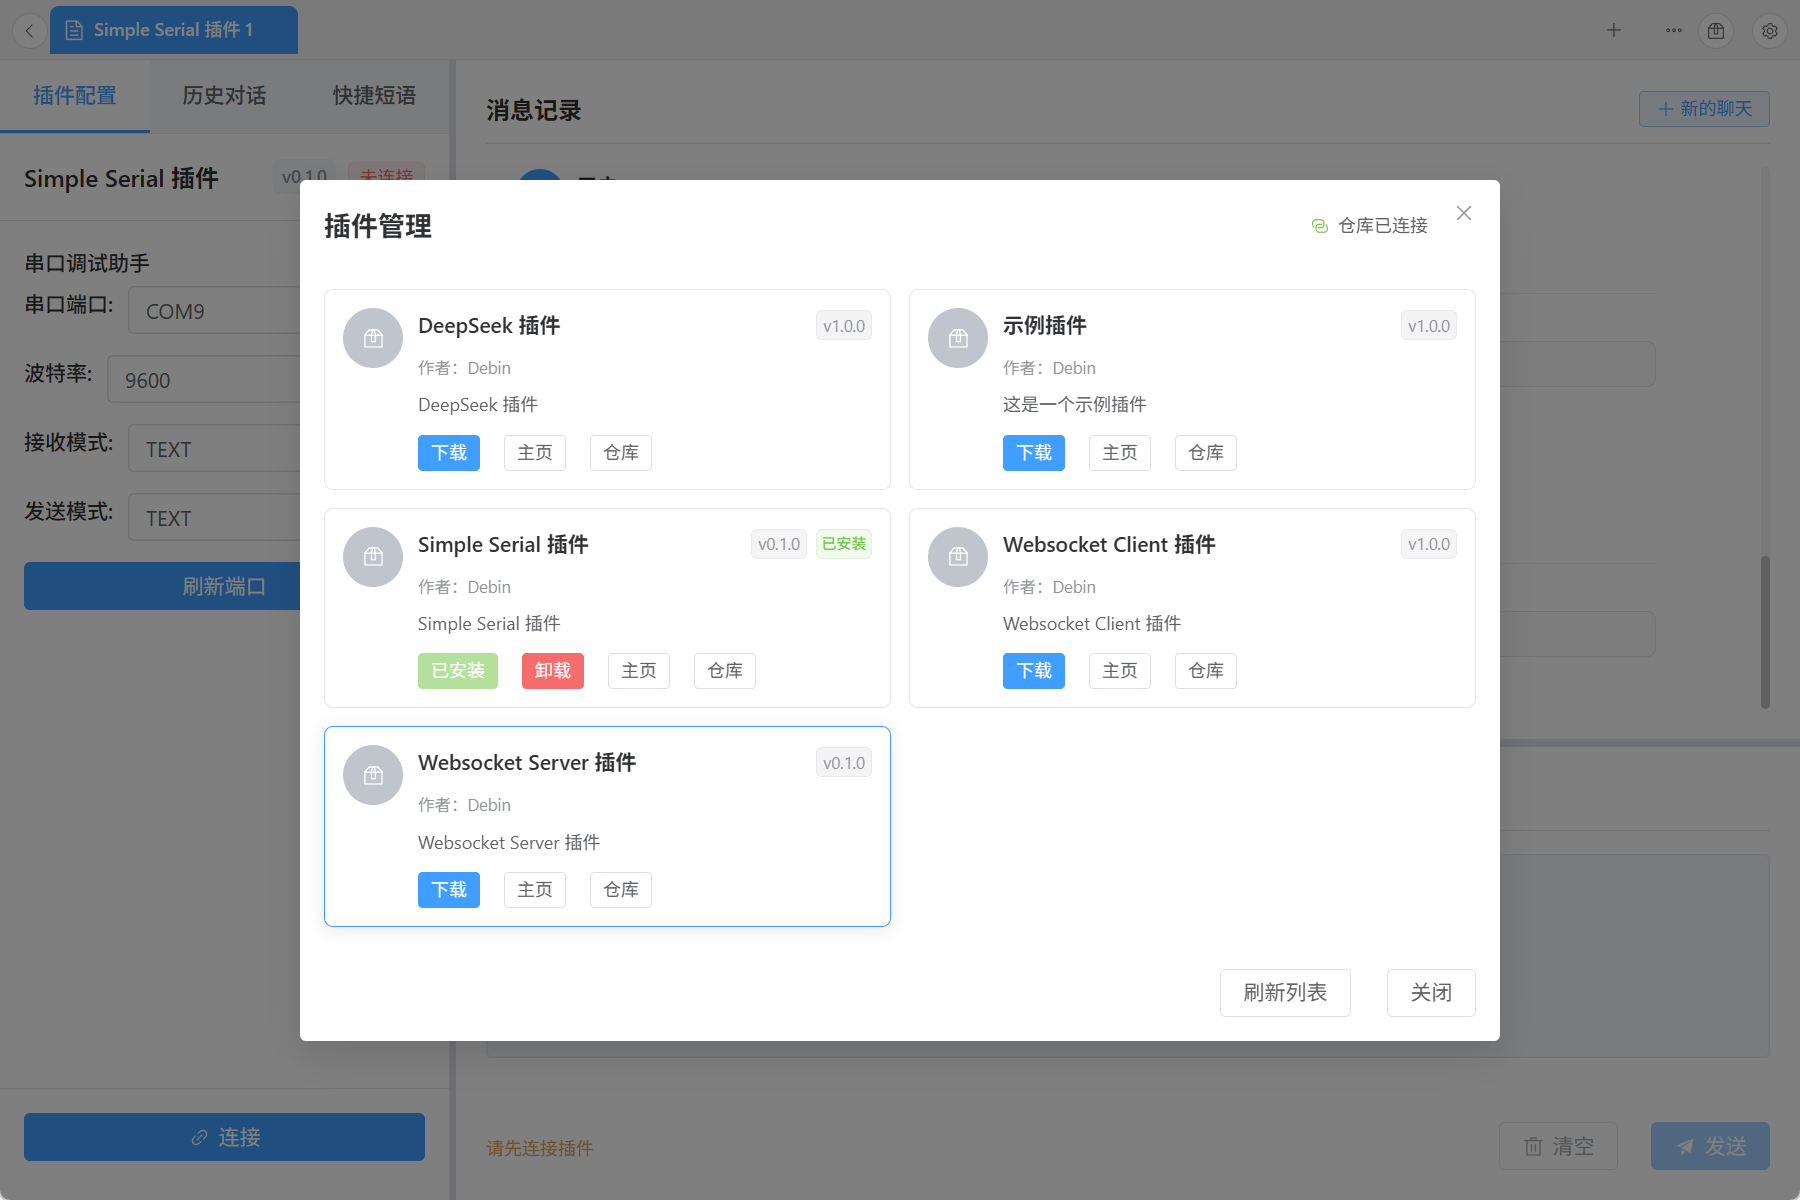 Simple Serial 插件 1
插件配置
历史对话
快捷短语
Simple Serial 插件
v0.1.0
未连接
串口调试助手
串口端口:
COM9
波特率:
9600
接收模式:
TEXT
发送模式:
TEXT
刷新端口
连接
消息记录
新的聊天
插件管理
仓库已连接
DeepSeek 插件
v1.0.0
作者：Debin
DeepSeek 插件
下载
主页
仓库
示例插件
v1.0.0
作者：Debin
这是一个示例插件
下载
主页
仓库
Simple Serial 插件
v0.1.0
已安装
作者：Debin
Simple Serial 插件
已安装
卸载
主页
仓库
Websocket Client 插件
v1.0.0
作者：Debin
Websocket Client 插件
下载
主页
仓库
Websocket Server 插件
v0.1.0
作者：Debin
Websocket Server 插件
下载
主页
仓库
刷新列表
关闭
请先连接插件
清空
发送